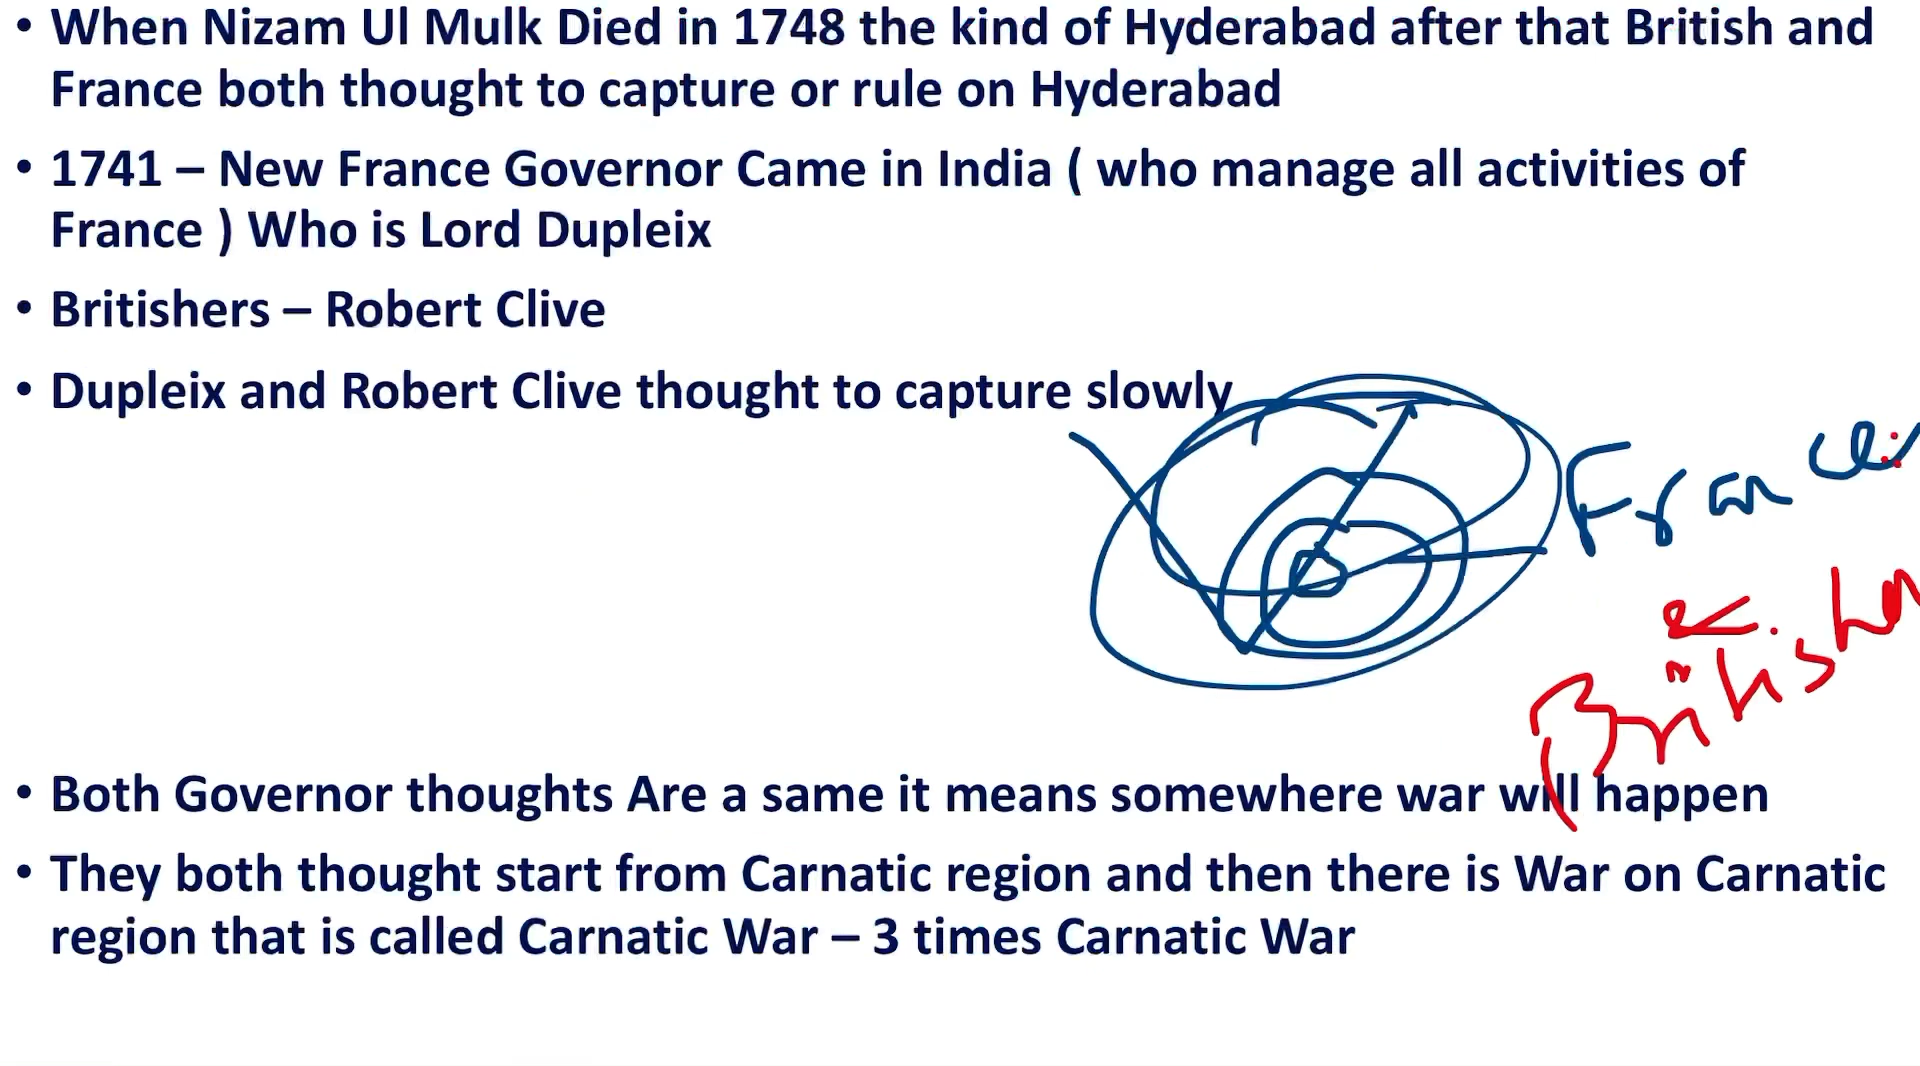 • When Nizam Ul Mulk Died in 1748 the kind of Hyderabad after that British and
France both thought to capture or rule on Hyderabad
• 1741 – New France Governor Came in India ( who manage all activities of
France ) Who is Lord Dupleix
• Britishers – Robert Clive
• Dupleix and Robert Clive thought to capture slowly
France
&
• Both Governor thoughts Are a same it means somewhere war will happen
• They both thought start from Carnatic region and then there is War on Carnatic
region that is called Carnatic War – 3 times Carnatic War